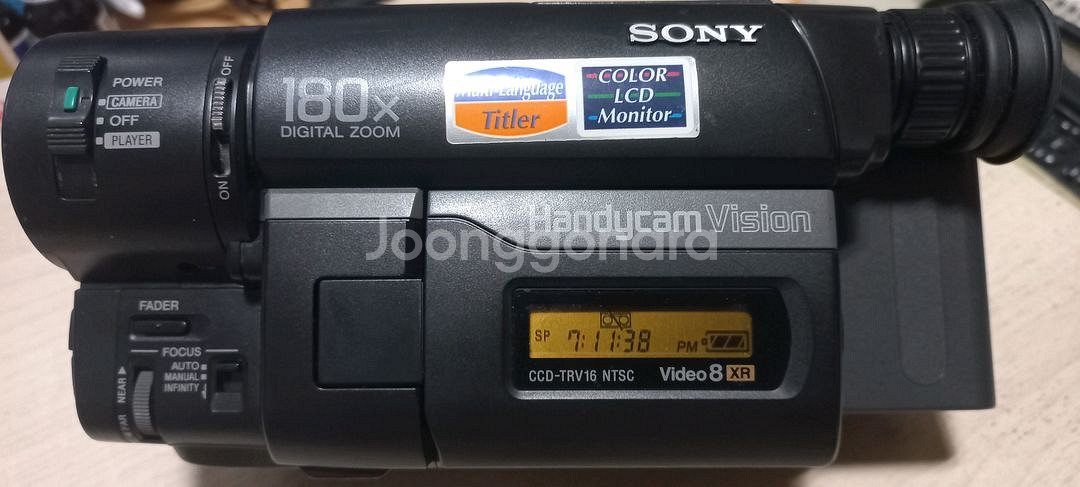 SONY
POWER
CAMERA
OFF
PLAYER
OFF
ON
180x
DIGITAL ZOOM
Multi-Language
Titler
COLOR
LCD
Monitor
Handycam Vision
Joonggonara
FADER
FOCUS
AUTO
MANUAL
INFINITY
NEAR
FAR
SP 7:11:38 PM
CCD-TRV16 NTSC Video 8 XR